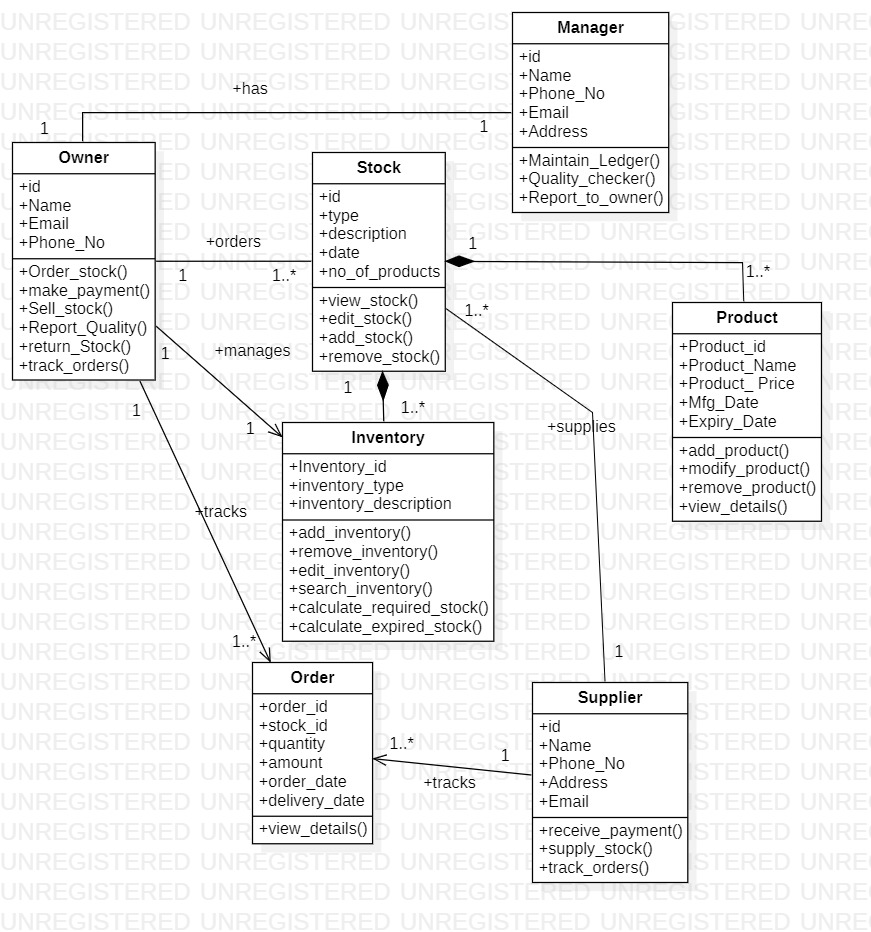 Manager
+id
+Name
+Phone_No
+Email
+Address
+Maintain_Ledger()
+Quality_checker()
+Report_to_owner()
+has
1
1
Owner
+id
+Name
+Email
+Phone_No
+Order_stock()
+make_payment()
+Sell_stock()
+Report_Quality()
+return_Stock()
+track_orders()
+orders
1
1..*
Stock
+id
+type
+description
+date
+no_of_products
+view_stock()
+edit_stock()
+add_stock()
+remove_stock()
1
1..*
Product
+Product_id
+Product_Name
+Product_ Price
+Mfg_Date
+Expiry_Date
+add_product()
+modify_product()
+remove_product()
+view_details()
1
+manages
1
1
1..*
1..*
+supplies
1
Inventory
+Inventory_id
+inventory_type
+inventory_description
+add_inventory()
+remove_inventory()
+edit_inventory()
+search_inventory()
+calculate_required_stock()
+calculate_expired_stock()
1
+tracks
1..*
Order
+order_id
+stock_id
+quantity
+amount
+order_date
+delivery_date
+view_details()
1..*
1
+tracks
Supplier
+id
+Name
+Phone_No
+Address
+Email
+receive_payment()
+supply_stock()
+track_orders()
UNREGISTERED UNREGISTERED UNREGISTERED UNREGISTERED